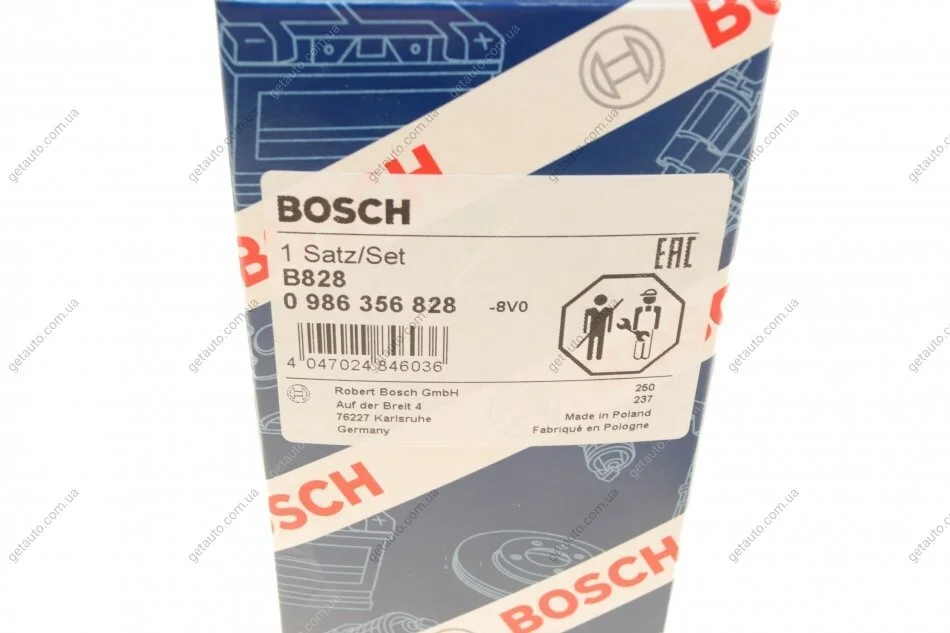 BOSCH
1 Satz/Set
B828
0 986 356 828 -8V0
EAC
4 047024 846036
Robert Bosch GmbH
Auf der Breit 4
76227 Karlsruhe
Germany
250
237
Made in Poland
Fabriqué en Pologne
BOSCH
BOSCH
getauto.com.ua